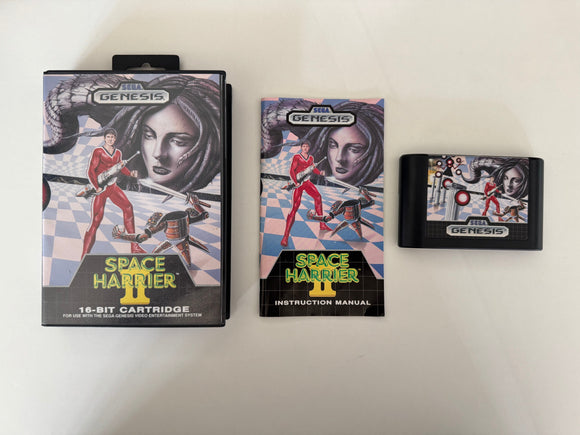 SEGA
GENESIS
SPACE
HARRIER
II
TM
16-BIT CARTRIDGE
FOR USE WITH THE SEGA GENESIS VIDEO ENTERTAINMENT SYSTEM
SEGA
GENESIS
SPACE
HARRIER
II
INSTRUCTION MANUAL
SEGA
GENESIS